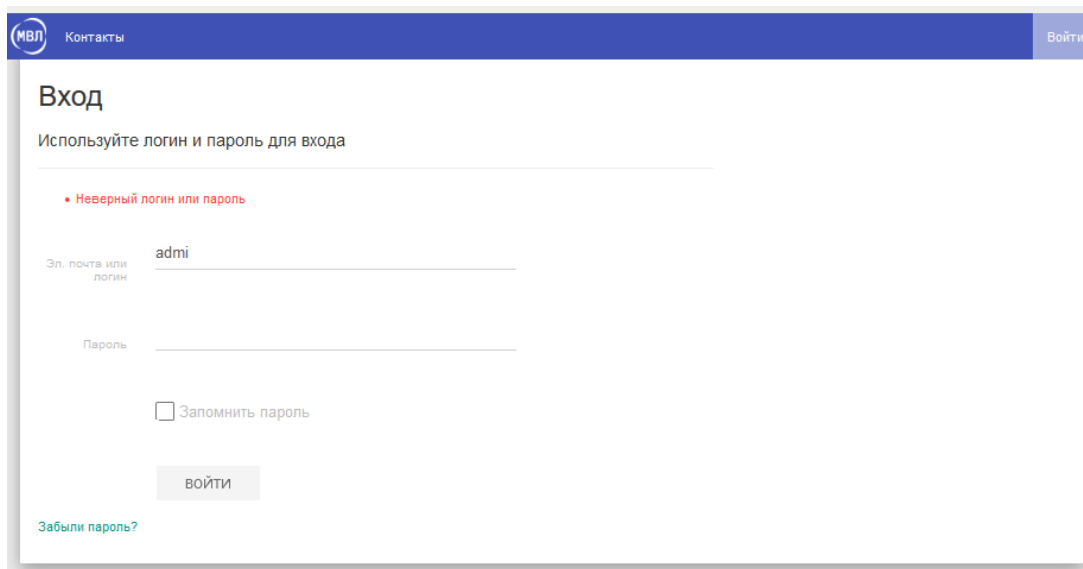 МВЛ Контакты Войти
Вход
Используйте логин и пароль для входа
Неверный логин или пароль
Эл. почта или
логин
admi
Пароль
Запомнить пароль
ВОЙТИ
Забыли пароль?